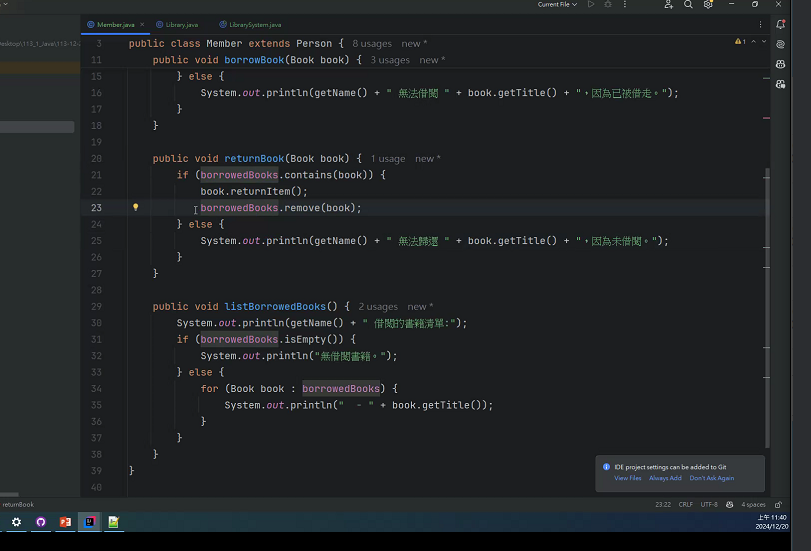 Current File
Member.java
Library.java
LibrarySystem.java
Desktop\113_1_Java\113-12-
3 public class Member extends Person { 8 usages new *
1
11 public void borrowBook(Book book) { 3 usages new *
15 } else {
16 System.out.println(getName() + " 無法借閱 " + book.getTitle() + "，因為已被借走。");
17 }
18 }
19
20 public void returnBook(Book book) { 1 usage new *
21 if (borrowedBooks.contains(book)) {
22 book.returnItem();
23 borrowedBooks.remove(book);
24 } else {
25 System.out.println(getName() + " 無法歸還 " + book.getTitle() + "，因為未借閱。");
26 }
27 }
28
29 public void listBorrowedBooks() { 2 usages new *
30 System.out.println(getName() + " 借閱的書籍清單:");
31 if (borrowedBooks.isEmpty()) {
32 System.out.println("無借閱書籍。");
33 } else {
34 for (Book book : borrowedBooks) {
35 System.out.println(" - " + book.getTitle());
36 }
37 }
38 }
39 }
40
IDE project settings can be added to Git
View Files Always Add Don't Ask Again
returnBook
23:22 CRLF UTF-8 4 spaces
上午 11:40
2024/12/20